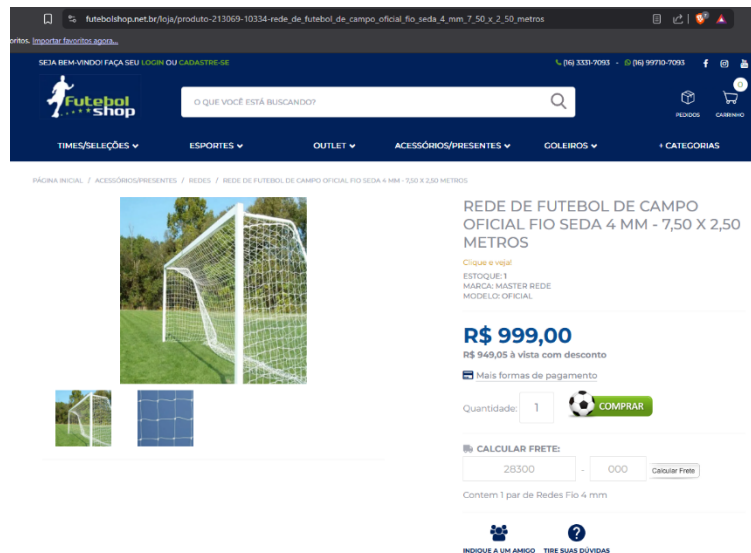 futebolshop.net.br/loja/produto-213069-10334-rede_de_futebol_de_campo_oficial_fio_seda_4_mm_7_50_x_2_50_metros
oritos. Importar favoritos agora...
SEJA BEM-VINDO! FAÇA SEU LOGIN OU CADASTRE-SE
(16) 3331-7093 - (16) 99710-7093
Futebol
shop
O QUE VOCÊ ESTÁ BUSCANDO?
0
PEDIDOS CARRINHO
TIMES/SELEÇÕES ESPORTES OUTLET ACESSÓRIOS/PRESENTES GOLEIROS + CATEGORIAS
PÁGINA INICIAL / ACESSÓRIOS/PRESENTES / REDES / REDE DE FUTEBOL DE CAMPO OFICIAL FIO SEDA 4 MM - 7,50 X 2,50 METROS
REDE DE FUTEBOL DE CAMPO
OFICIAL FIO SEDA 4 MM - 7,50 X 2,50
METROS
Clique e veja!
ESTOQUE: 1
MARCA: MASTER REDE
MODELO: OFICIAL
R$ 999,00
R$ 949,05 à vista com desconto
Mais formas de pagamento
Quantidade: 1 COMPRAR
CALCULAR FRETE:
28300 - 000 Calcular Frete
Contem 1 par de Redes Fio 4 mm
INDIQUE A UM AMIGO TIRE SUAS DÚVIDAS